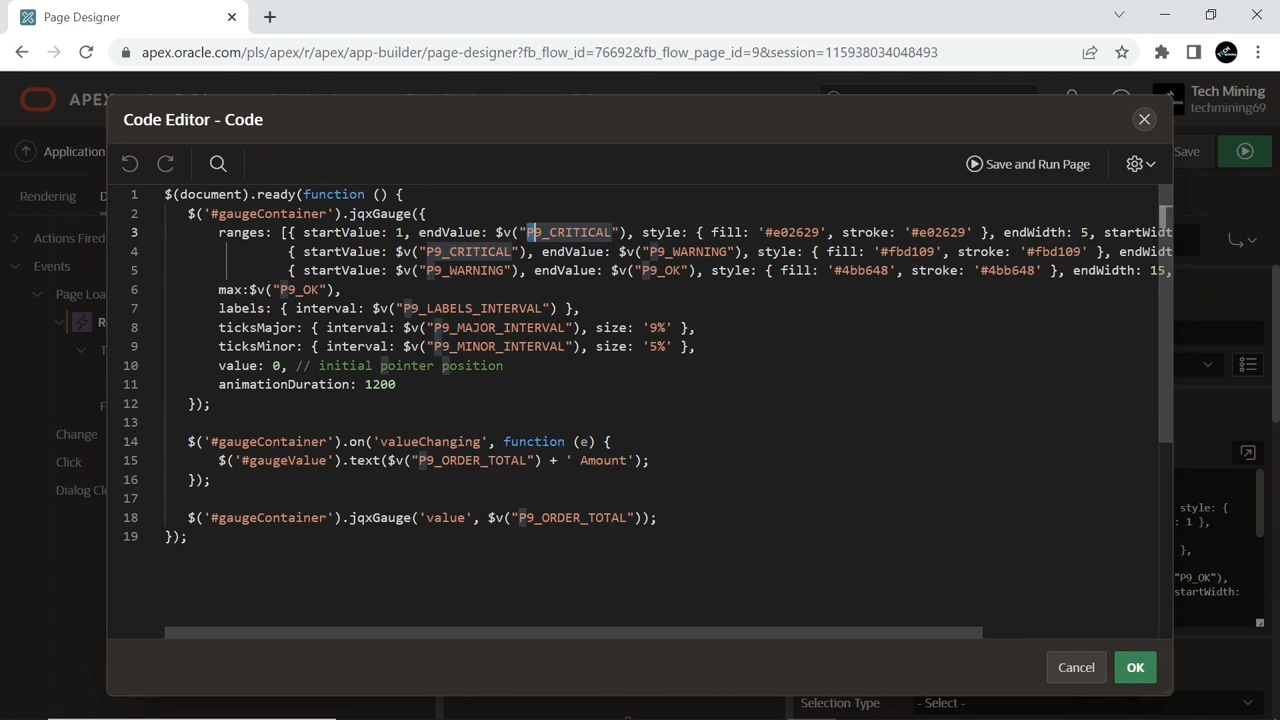 Page Designer
apex.oracle.com/pls/apex/r/apex/app-builder/page-designer?fb_flow_id=76692&fb_flow_page_id=9&session=115938034048493
APEX
Tech Mining
techmining69
Code Editor - Code
Application
Save
Save and Run Page
Rendering
D
Actions Fired
Events
Page Loa
R
T
F
Change
Click
Dialog Clo
1 $(document).ready(function () {
2 $('#gaugeContainer').jqxGauge({
3 ranges: [{ startValue: 1, endValue: $v("P9_CRITICAL"), style: { fill: '#e02629', stroke: '#e02629' }, endWidth: 5, startWidt
4 { startValue: $v("P9_CRITICAL"), endValue: $v("P9_WARNING"), style: { fill: '#fbd109', stroke: '#fbd109' }, endWidt
5 { startValue: $v("P9_WARNING"), endValue: $v("P9_OK"), style: { fill: '#4bb648', stroke: '#4bb648' }, endWidth: 15,
6 max:$v("P9_OK"),
7 labels: { interval: $v("P9_LABELS_INTERVAL") },
8 ticksMajor: { interval: $v("P9_MAJOR_INTERVAL"), size: '9%' },
9 ticksMinor: { interval: $v("P9_MINOR_INTERVAL"), size: '5%' },
10 value: 0, // initial pointer position
11 animationDuration: 1200
12 });
13
14 $('#gaugeContainer').on('valueChanging', function (e) {
15 $('#gaugeValue').text($v("P9_ORDER_TOTAL") + ' Amount');
16 });
17
18 $('#gaugeContainer').jqxGauge('value', $v("P9_ORDER_TOTAL"));
19 });
style: {
: 1 },
},
"P9_OK"),
startWidth:
Cancel
OK
Selection Type
- Select -